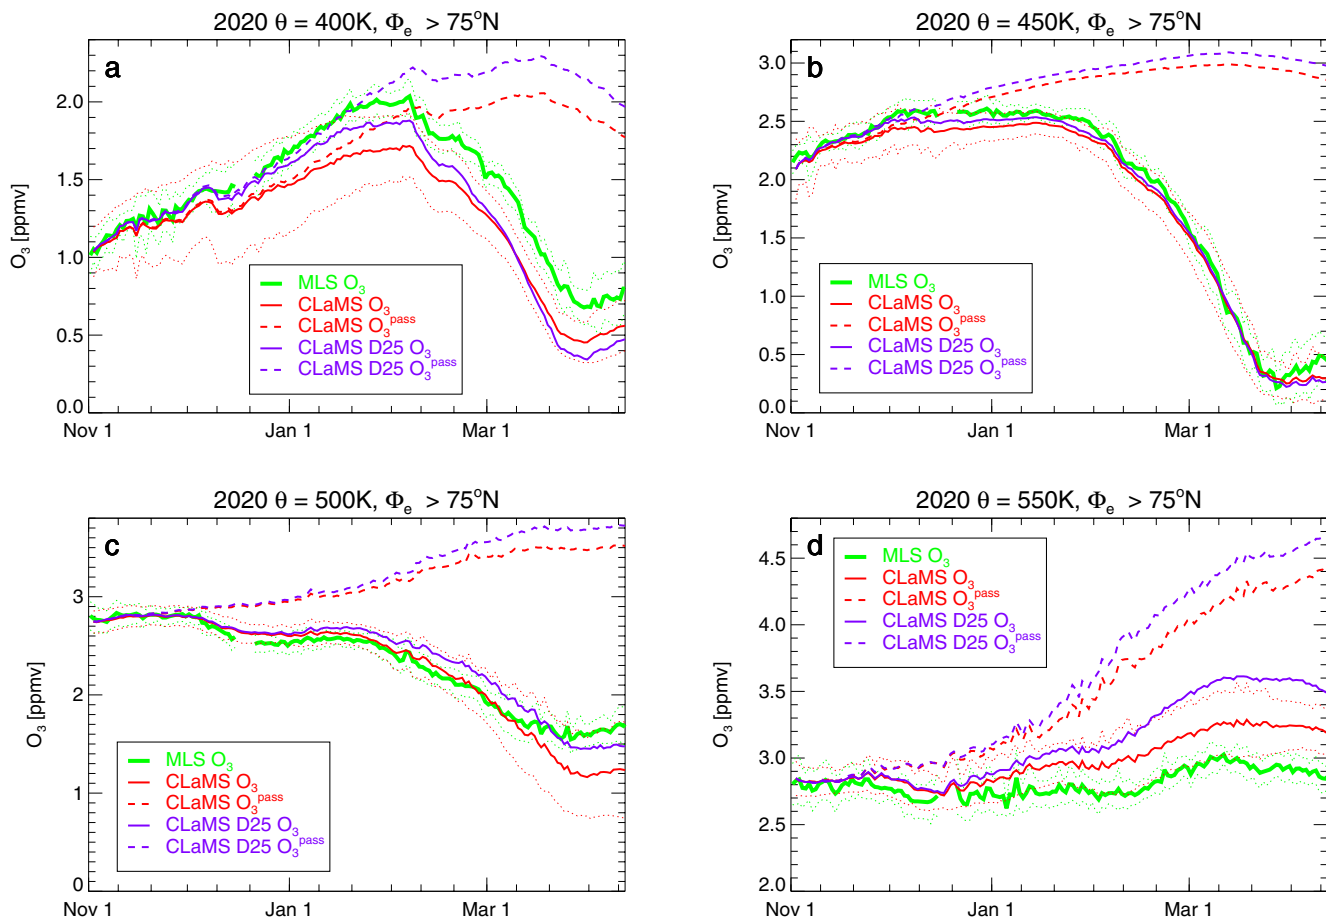 2020 θ = 400K, Φe > 75°N
a
O3 [ppmv]
2.0
1.5
1.0
0.5
0.0
MLS O3
CLaMS O3
CLaMS O3pass
CLaMS D25 O3
CLaMS D25 O3pass
Nov 1 Jan 1 Mar 1
2020 θ = 450K, Φe > 75°N
b
O3 [ppmv]
3.0
2.5
2.0
1.5
1.0
0.5
0.0
MLS O3
CLaMS O3
CLaMS O3pass
CLaMS D25 O3
CLaMS D25 O3pass
Nov 1 Jan 1 Mar 1
2020 θ = 500K, Φe > 75°N
c
O3 [ppmv]
3
2
1
0
MLS O3
CLaMS O3
CLaMS O3pass
CLaMS D25 O3
CLaMS D25 O3pass
Nov 1 Jan 1 Mar 1
2020 θ = 550K, Φe > 75°N
d
O3 [ppmv]
4.5
4.0
3.5
3.0
2.5
2.0
MLS O3
CLaMS O3
CLaMS O3pass
CLaMS D25 O3
CLaMS D25 O3pass
Nov 1 Jan 1 Mar 1